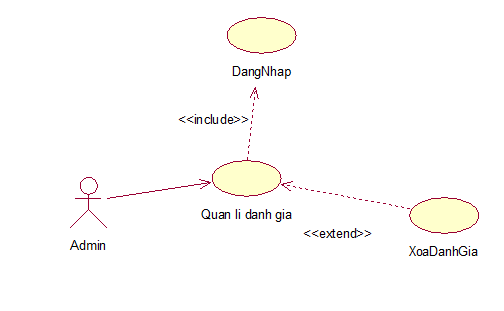 DangNhap
<<include>>
Quan li danh gia
Admin
<<extend>>
XoaDanhGia